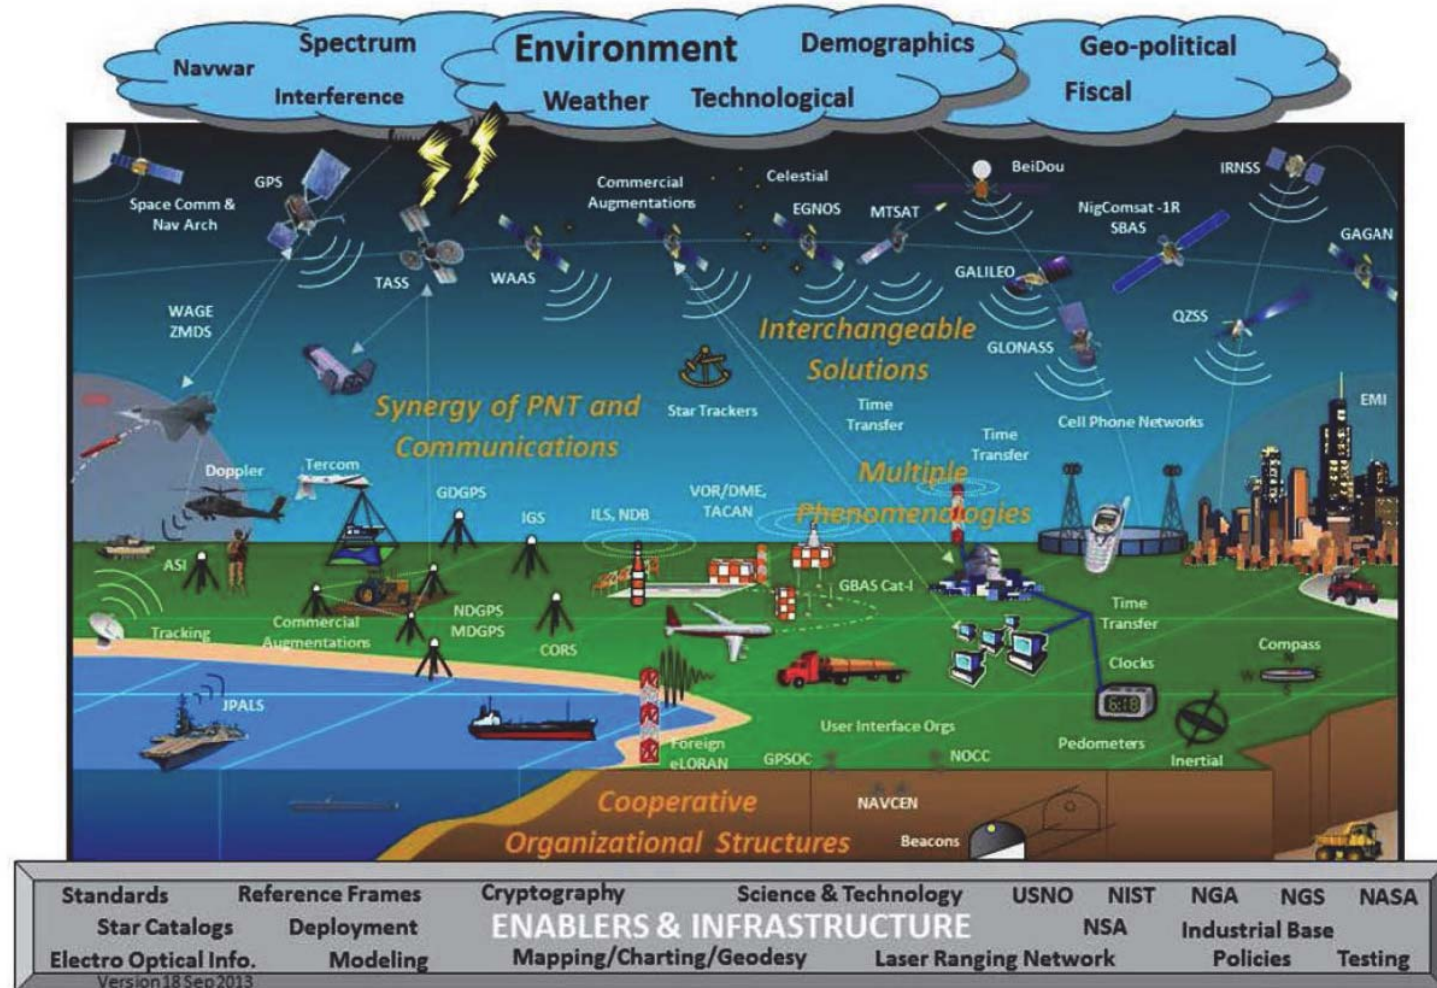 Spectrum
Environment
Demographics
Geo-political
Navwar
Interference
Weather
Technological
Fiscal
Space Comm &
Nav Arch
GPS
TASS
WAAS
Commercial
Augmentations
Celestial
EGNOS
MTSAT
BeiDou
NigComsat -1R
SBAS
IRNSS
GAGAN
GALILEO
GLONASS
QZSS
WAGE
ZMDS
Interchangeable
Solutions
Star Trackers
Synergy of PNT and
Communications
Time
Transfer
Time
Transfer
Cell Phone Networks
EMI
Multiple
Phenomenologies
Doppler
Tercom
GDGPS
IGS
ILS, NDB
VOR/DME,
TACAN
ASI
GBAS Cat-I
Tracking
Commercial
Augmentations
NDGPS
MDGPS
CORS
Time
Transfer
Clocks
6:18
Compass
N
W
E
S
JPALS
Foreign
eLORAN
User Interface Orgs
GPSOC
NOCC
NAVCEN
Pedometers
Inertial
Cooperative
Organizational Structures
Beacons
Standards
Reference Frames
Cryptography
Science & Technology
USNO
NIST
NGA
NGS
NASA
Star Catalogs
Deployment
ENABLERS & INFRASTRUCTURE
NSA
Industrial Base
Electro Optical Info.
Modeling
Mapping/Charting/Geodesy
Laser Ranging Network
Policies
Testing
Version 18 Sep 2013